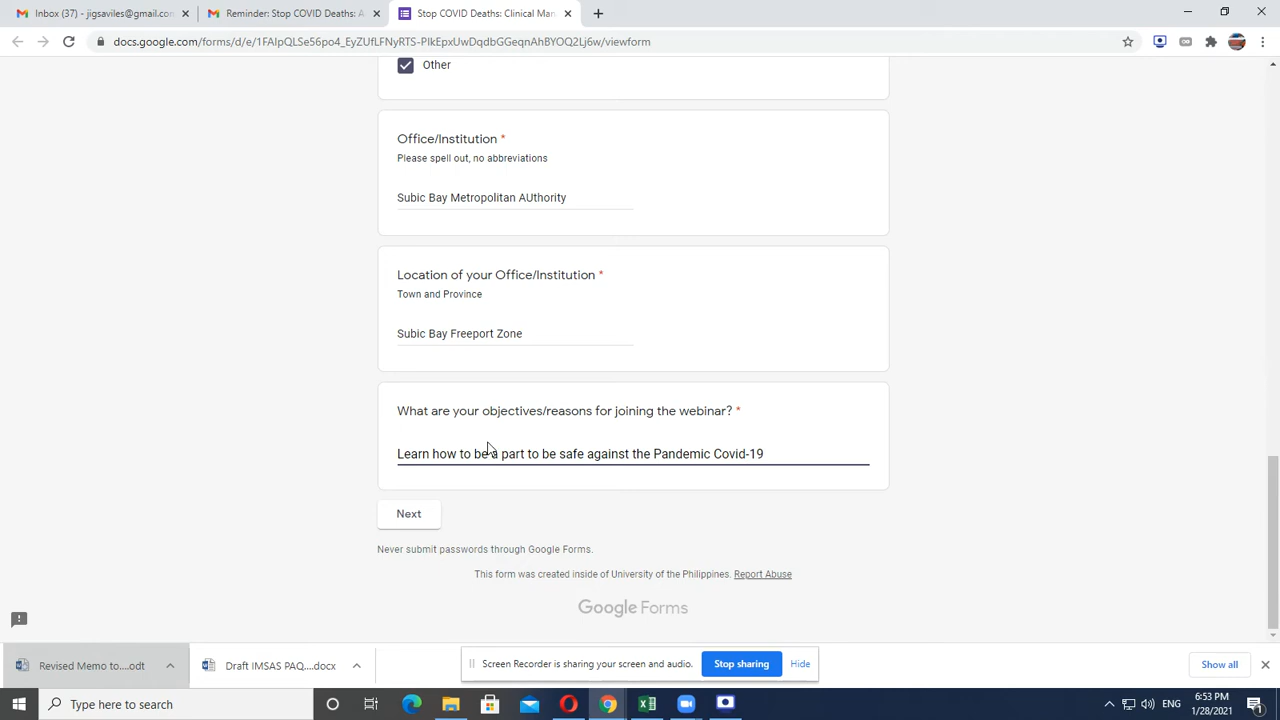 Inbox (37) - jigsaviles@gmail.com
Reminder: Stop COVID Deaths: A
Stop COVID Deaths: Clinical Man
docs.google.com/forms/d/e/1FAIpQLSe56po4_EyZUfLFNyRTS-PIkEpxUwDqdbGGeqnAhBYOQ2Lj6w/viewform
Other
Office/Institution *
Please spell out, no abbreviations
Subic Bay Metropolitan AUthority
Location of your Office/Institution *
Town and Province
Subic Bay Freeport Zone
What are your objectives/reasons for joining the webinar? *
Learn how to be a part to be safe against the Pandemic Covid-19
Next
Never submit passwords through Google Forms.
This form was created inside of University of the Philippines. Report Abuse
Google Forms
Revised Memo to....odt
Draft IMSAS PAQ....docx
Screen Recorder is sharing your screen and audio.
Stop sharing
Hide
Show all
Type here to search
ENG
6:53 PM
1/28/2021
1